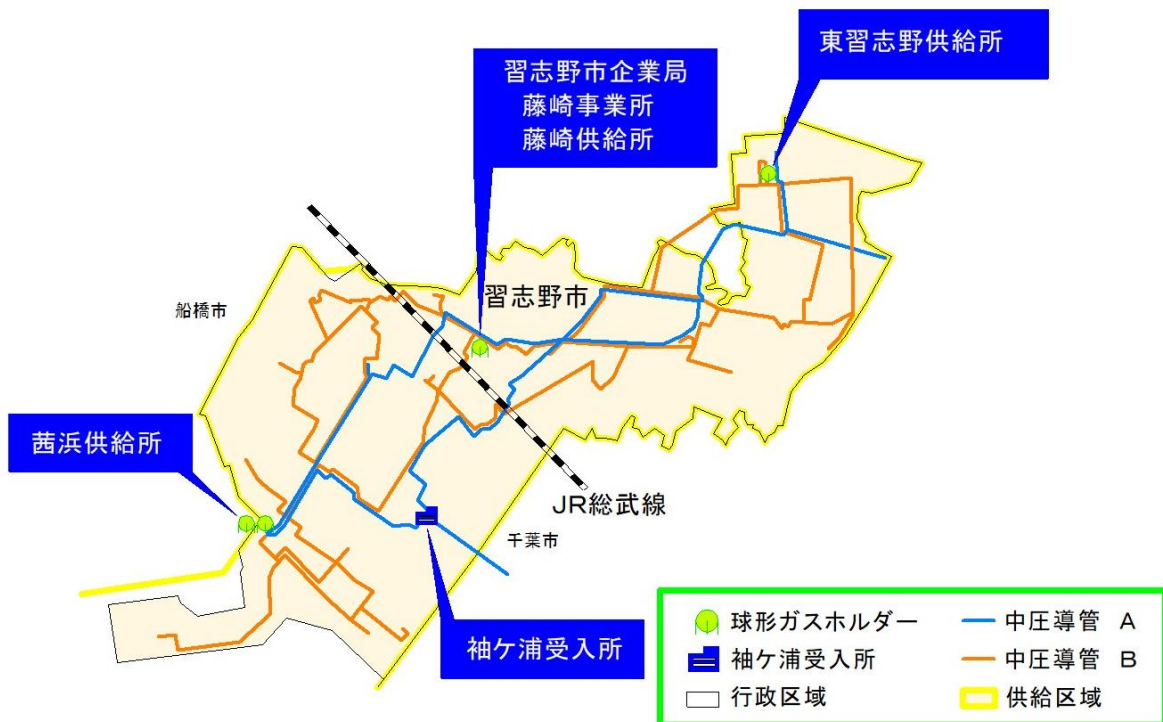 東習志野供給所
習志野市企業局
藤崎事業所
藤崎供給所
習志野市
船橋市
茜浜供給所
JR総武線
千葉市
袖ケ浦受入所
球形ガスホルダー
中圧導管 A
袖ケ浦受入所
中圧導管 B
行政区域
供給区域